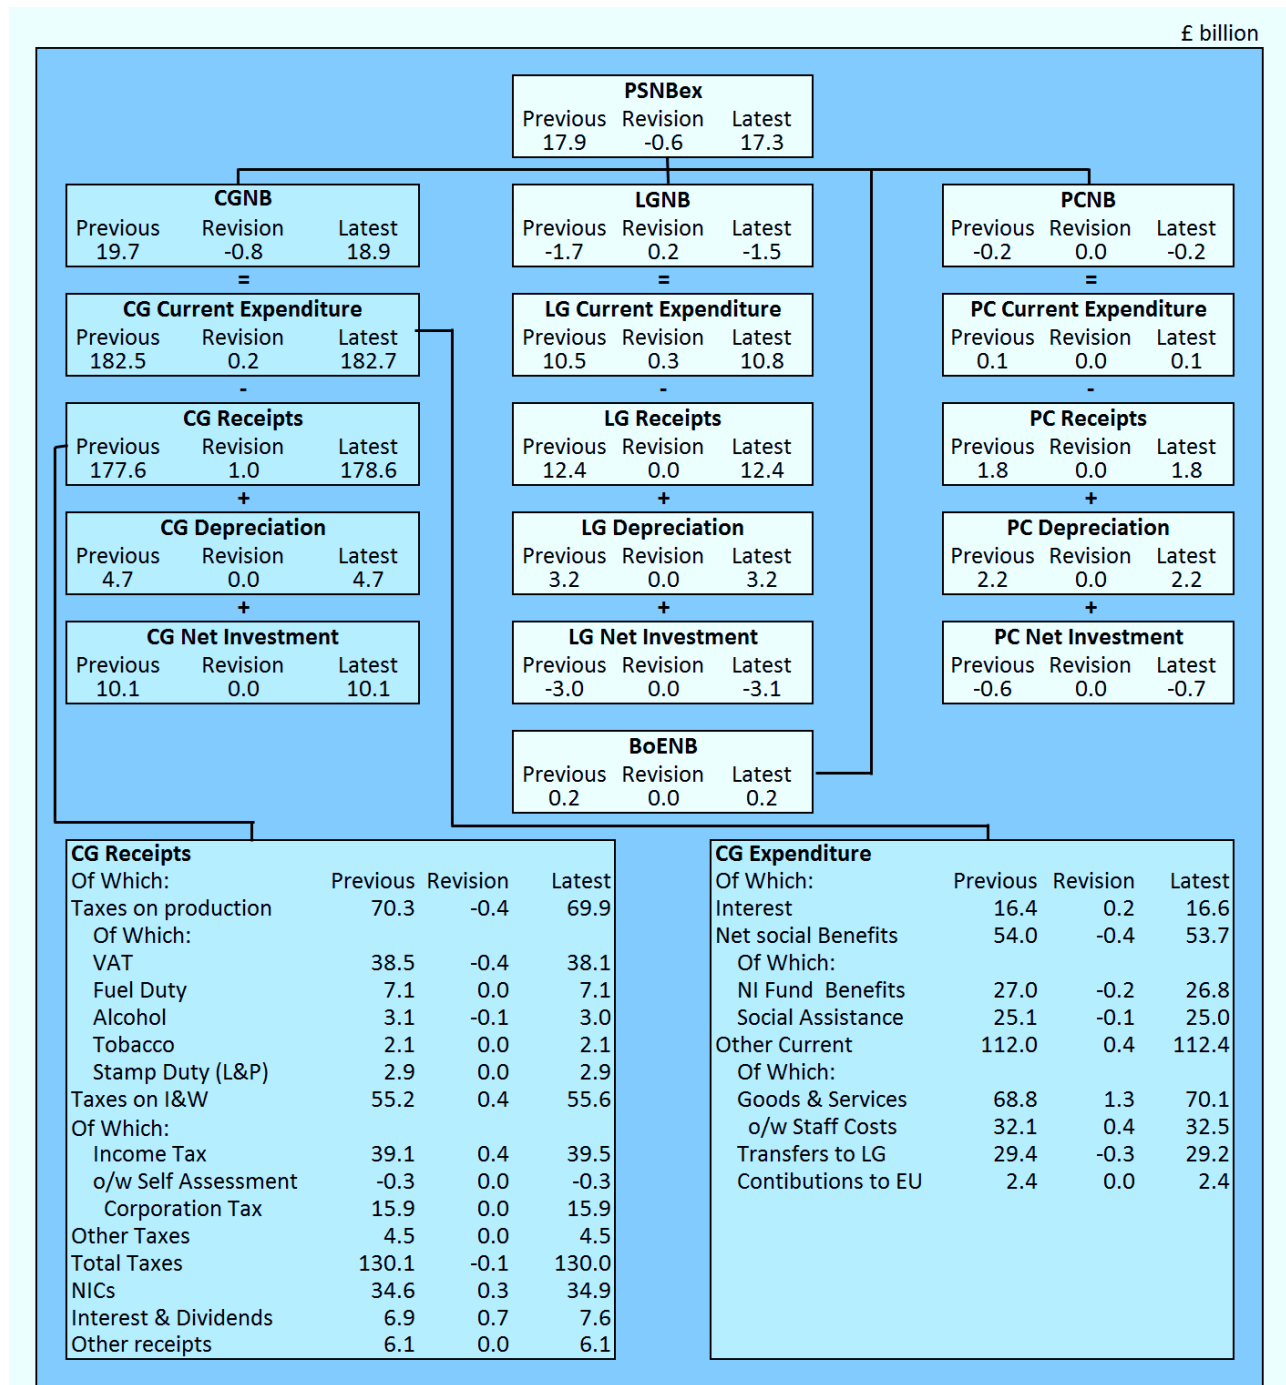 £ billion
PSNBex
Previous Revision Latest
17.9 -0.6 17.3
CGNB
Previous Revision Latest
19.7 -0.8 18.9
=
CG Current Expenditure
Previous Revision Latest
182.5 0.2 182.7
-
CG Receipts
Previous Revision Latest
177.6 1.0 178.6
+
CG Depreciation
Previous Revision Latest
4.7 0.0 4.7
+
CG Net Investment
Previous Revision Latest
10.1 0.0 10.1
LGNB
Previous Revision Latest
-1.7 0.2 -1.5
=
LG Current Expenditure
Previous Revision Latest
10.5 0.3 10.8
-
LG Receipts
Previous Revision Latest
12.4 0.0 12.4
+
LG Depreciation
Previous Revision Latest
3.2 0.0 3.2
+
LG Net Investment
Previous Revision Latest
-3.0 0.0 -3.1
PCNB
Previous Revision Latest
-0.2 0.0 -0.2
=
PC Current Expenditure
Previous Revision Latest
0.1 0.0 0.1
-
PC Receipts
Previous Revision Latest
1.8 0.0 1.8
+
PC Depreciation
Previous Revision Latest
2.2 0.0 2.2
+
PC Net Investment
Previous Revision Latest
-0.6 0.0 -0.7
BoENB
Previous Revision Latest
0.2 0.0 0.2
CG Receipts
Of Which: Previous Revision Latest
Taxes on production 70.3 -0.4 69.9
Of Which:
VAT 38.5 -0.4 38.1
Fuel Duty 7.1 0.0 7.1
Alcohol 3.1 -0.1 3.0
Tobacco 2.1 0.0 2.1
Stamp Duty (L&P) 2.9 0.0 2.9
Taxes on I&W 55.2 0.4 55.6
Of Which:
Income Tax 39.1 0.4 39.5
o/w Self Assessment -0.3 0.0 -0.3
Corporation Tax 15.9 0.0 15.9
Other Taxes 4.5 0.0 4.5
Total Taxes 130.1 -0.1 130.0
NICs 34.6 0.3 34.9
Interest & Dividends 6.9 0.7 7.6
Other receipts 6.1 0.0 6.1
CG Expenditure
Of Which: Previous Revision Latest
Interest 16.4 0.2 16.6
Net social Benefits 54.0 -0.4 53.7
Of Which:
NI Fund Benefits 27.0 -0.2 26.8
Social Assistance 25.1 -0.1 25.0
Other Current 112.0 0.4 112.4
Of Which:
Goods & Services 68.8 1.3 70.1
o/w Staff Costs 32.1 0.4 32.5
Transfers to LG 29.4 -0.3 29.2
Contibutions to EU 2.4 0.0 2.4